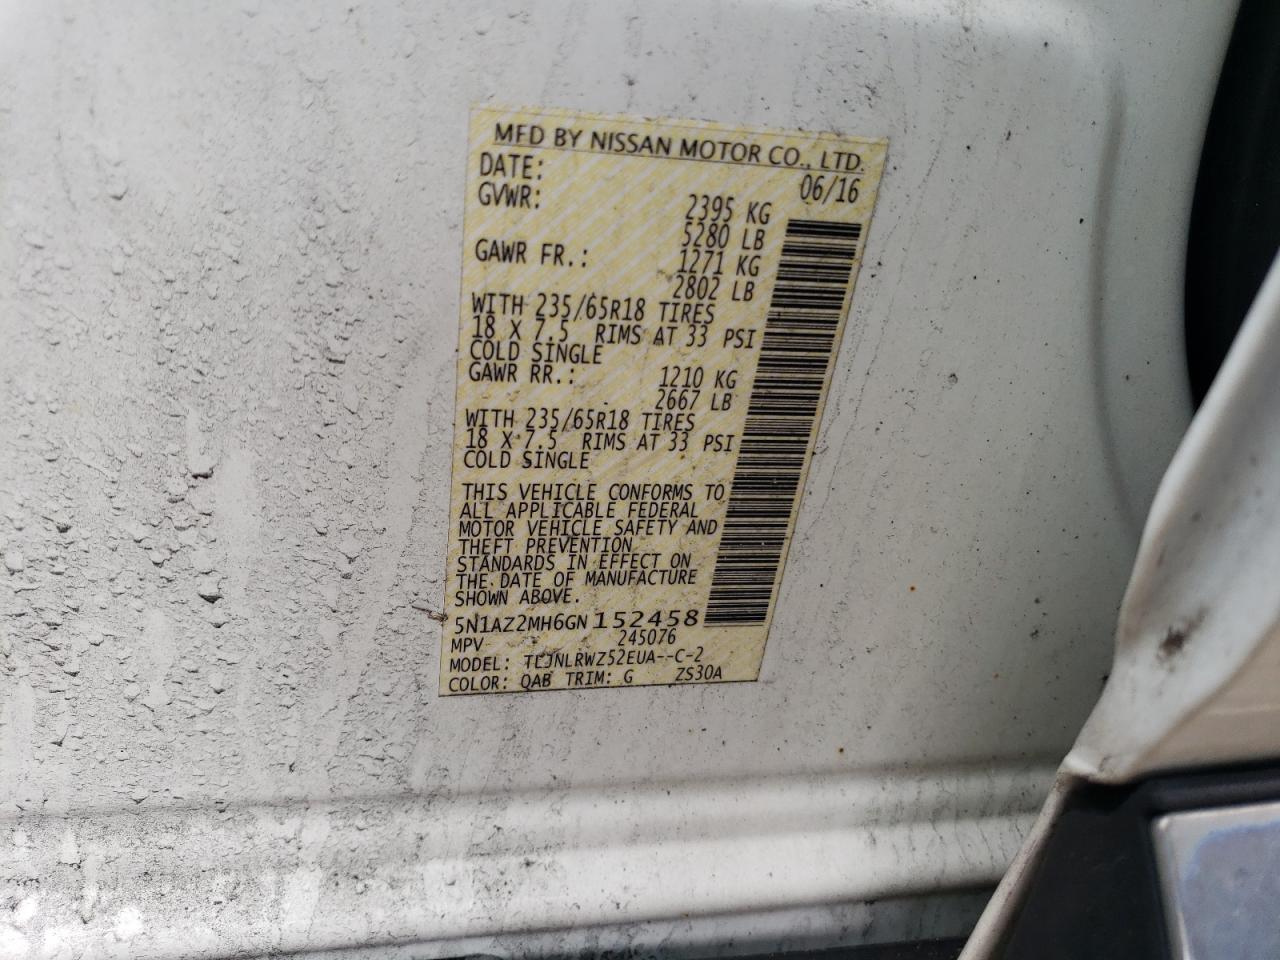 MFD BY NISSAN MOTOR CO., LTD.
DATE: 06/16
GVWR: 2395 KG
5280 LB
GAWR FR.: 1271 KG
2802 LB
WITH 235/65R18 TIRES
18 X 7.5 RIMS AT 33 PSI
COLD SINGLE
GAWR RR.: 1210 KG
2667 LB
WITH 235/65R18 TIRES
18 X 7.5 RIMS AT 33 PSI
COLD SINGLE
THIS VEHICLE CONFORMS TO
ALL APPLICABLE FEDERAL
MOTOR VEHICLE SAFETY AND
THEFT PREVENTION
STANDARDS IN EFFECT ON
THE DATE OF MANUFACTURE
SHOWN ABOVE.
5N1AZ2MH6GN152458
MPV 245076
MODEL: TLJNLRWZ52EUA--C-2
COLOR: QAB TRIM: G ZS30A